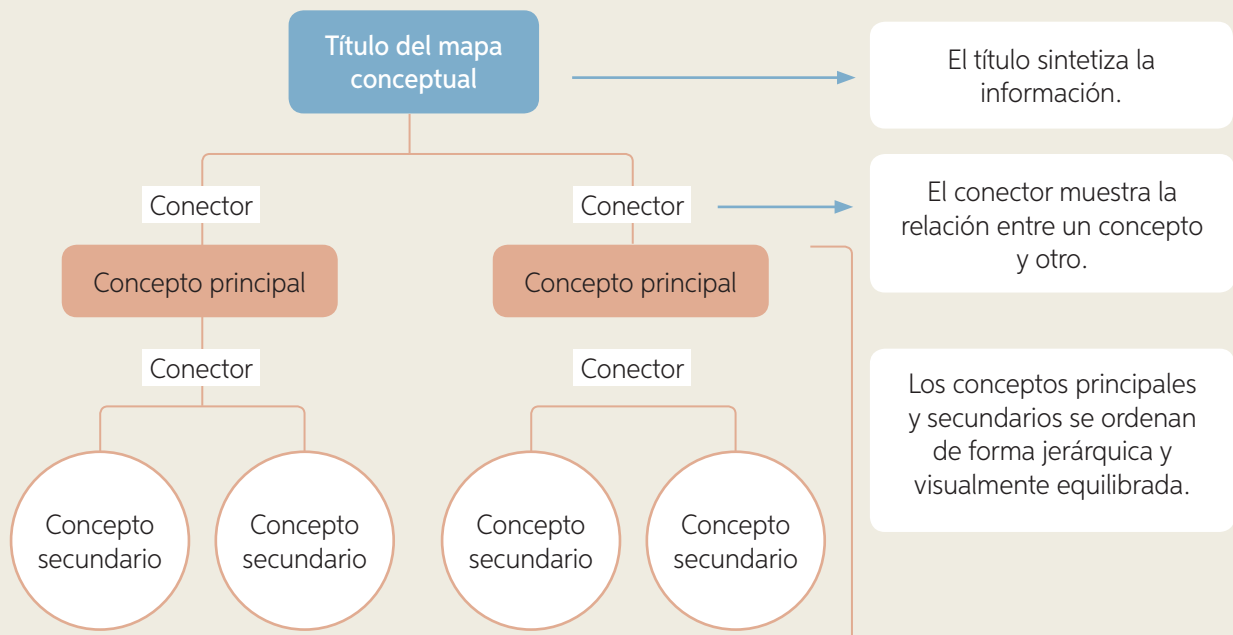 Título del mapa
conceptual
El título sintetiza la
información.
Conector
Conector
El conector muestra la
relación entre un concepto
y otro.
Concepto principal
Concepto principal
Conector
Conector
Los conceptos principales
y secundarios se ordenan
de forma jerárquica y
visualmente equilibrada.
Concepto
secundario
Concepto
secundario
Concepto
secundario
Concepto
secundario